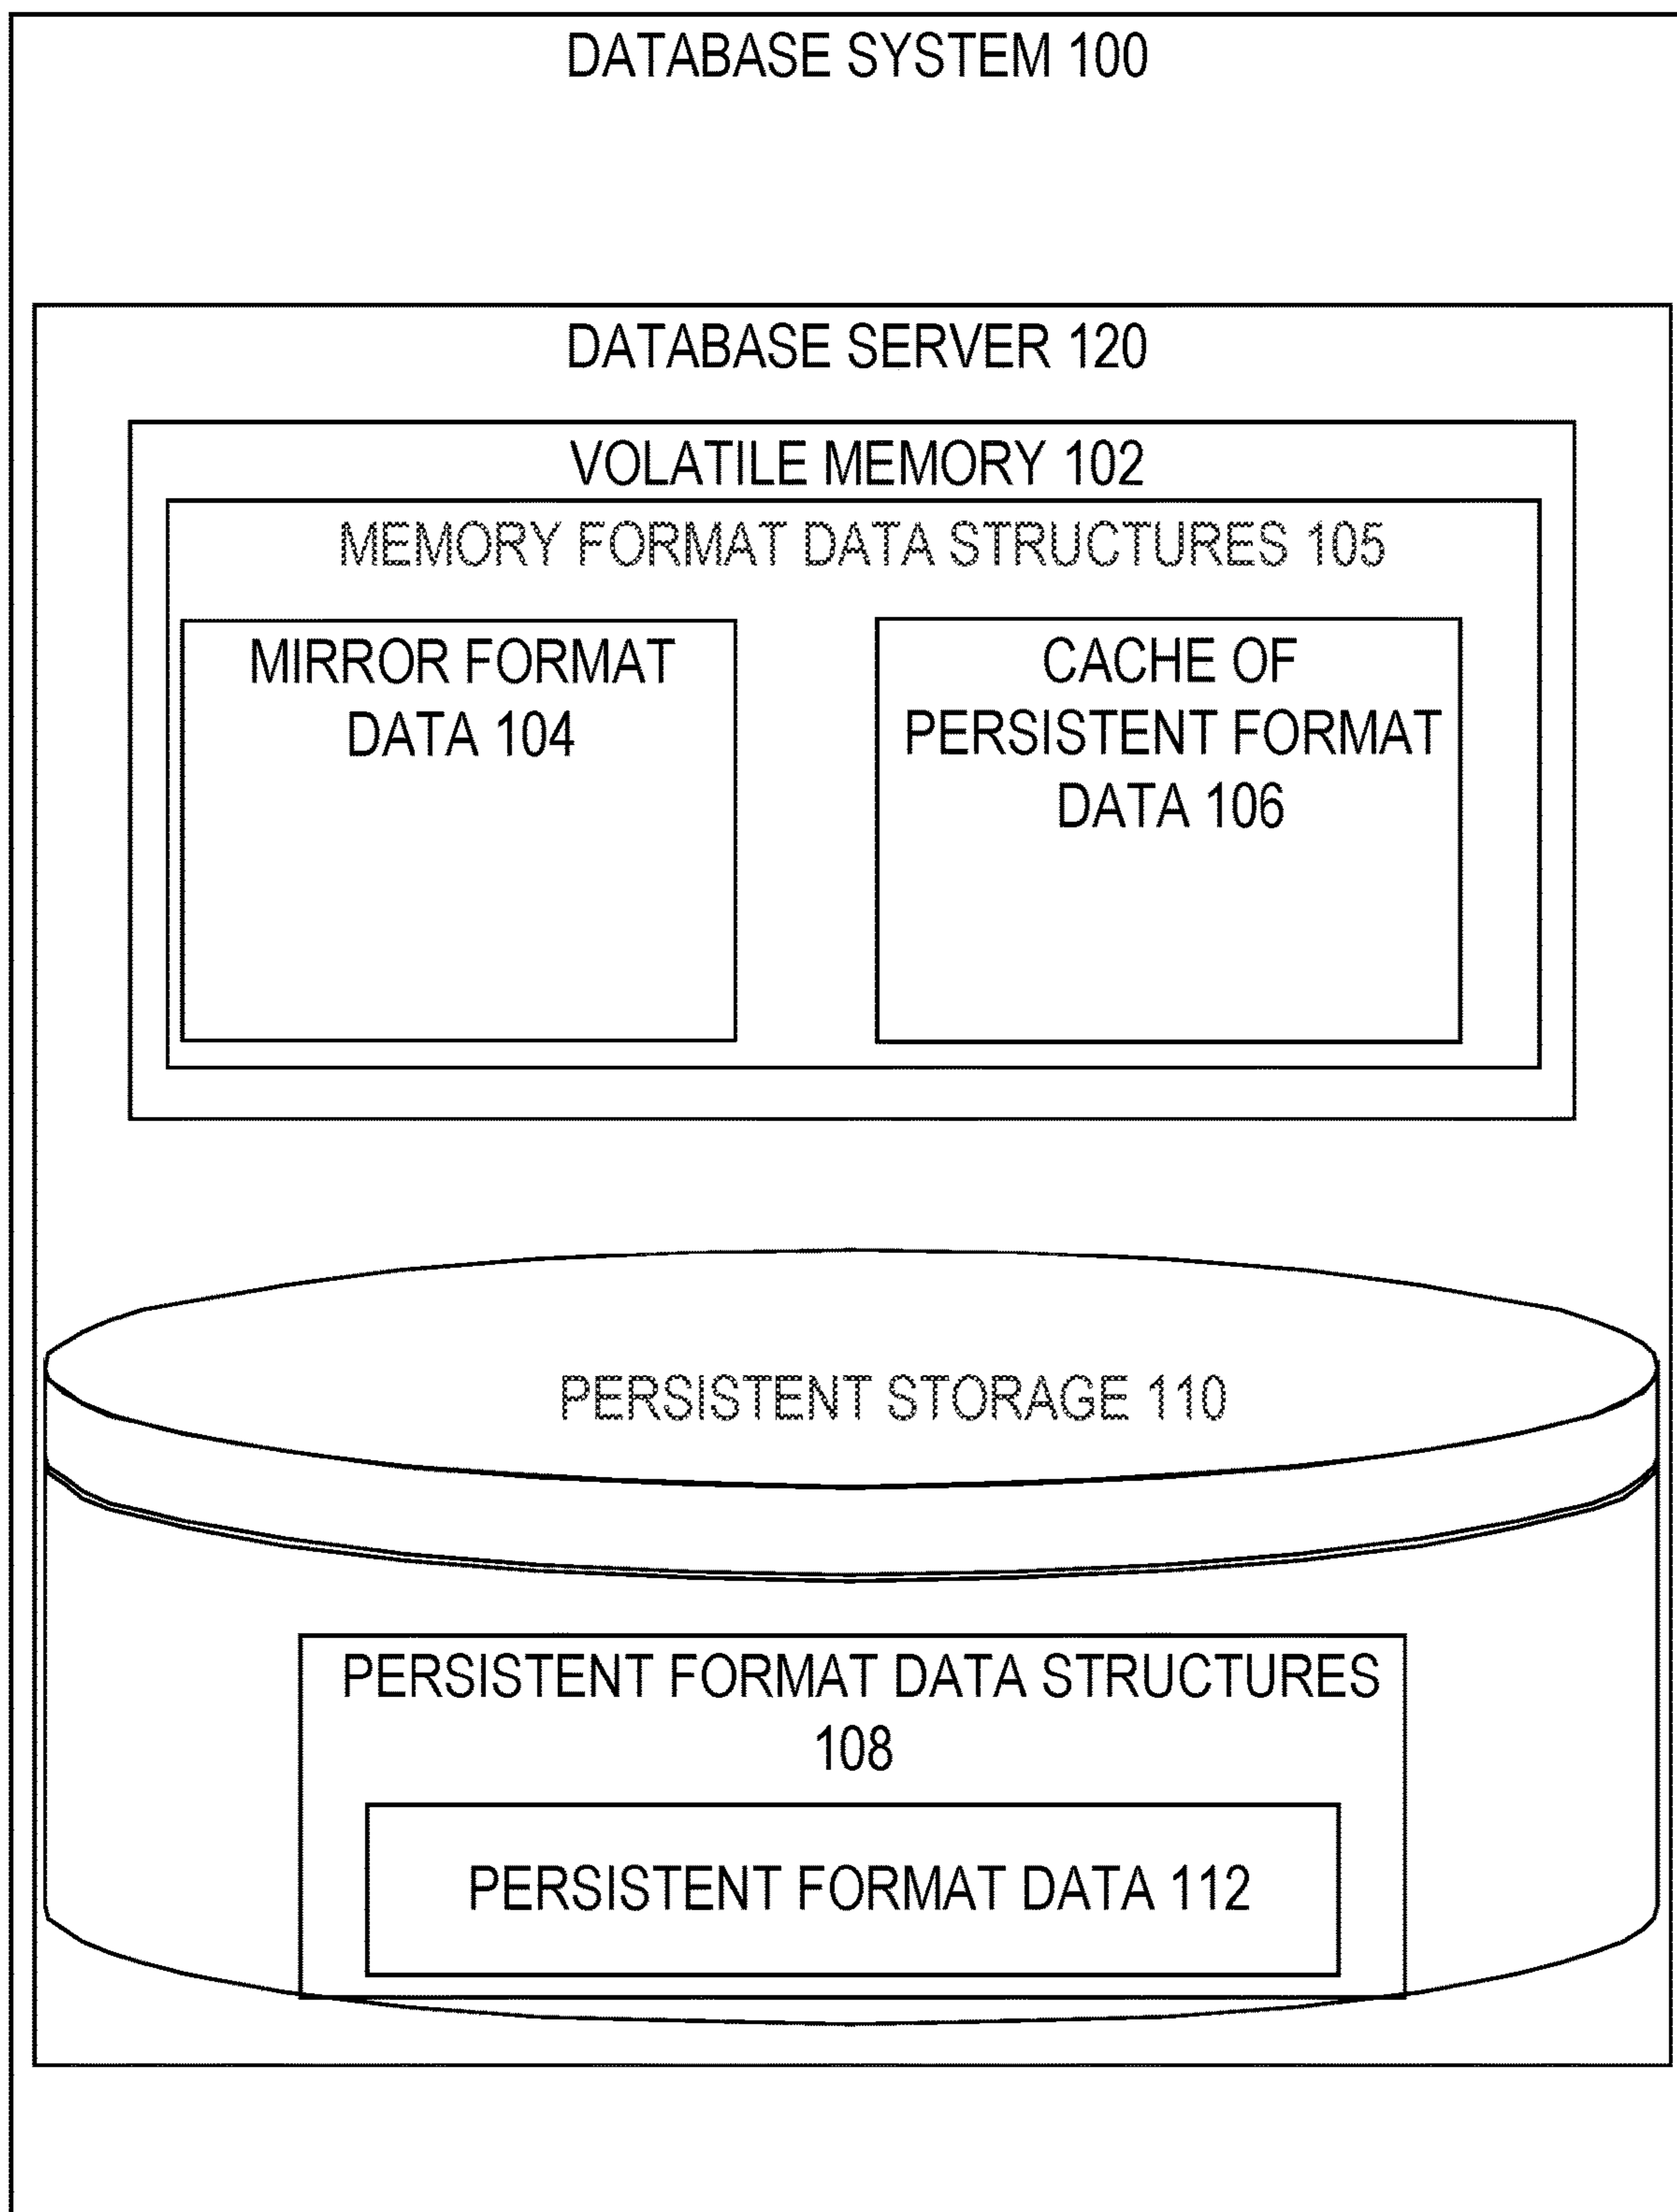 DATABASE SYSTEM 100
DATABASE SERVER 120
VOLATILE MEMORY 102
MEMORY FORMAT DATA STRUCTURES 105
MIRROR FORMAT
DATA 104
CACHE OF
PERSISTENT FORMAT
DATA 106
PERSISTENT STORAGE 110
PERSISTENT FORMAT DATA STRUCTURES
108
PERSISTENT FORMAT DATA 112